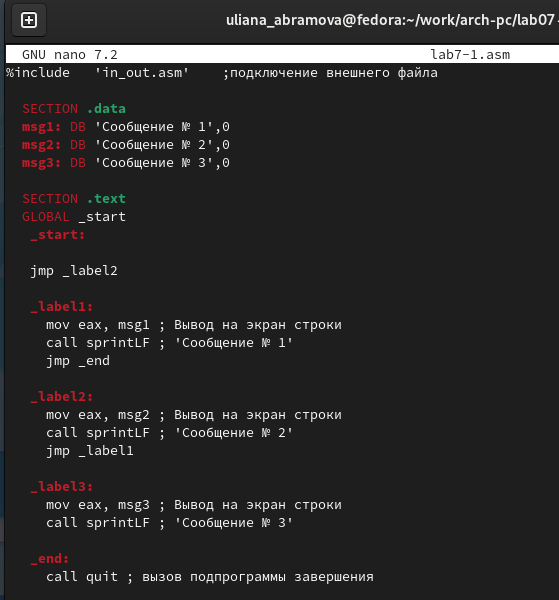 uliana_abramova@fedora:~/work/arch-pc/lab07
GNU nano 7.2 lab7-1.asm
%include 'in_out.asm' ;подключение внешнего файла
SECTION .data
msg1: DB 'Сообщение № 1',0
msg2: DB 'Сообщение № 2',0
msg3: DB 'Сообщение № 3',0
SECTION .text
GLOBAL _start
_start:
jmp _label2
_label1:
mov eax, msg1 ; Вывод на экран строки
call sprintLF ; 'Сообщение № 1'
jmp _end
_label2:
mov eax, msg2 ; Вывод на экран строки
call sprintLF ; 'Сообщение № 2'
jmp _label1
_label3:
mov eax, msg3 ; Вывод на экран строки
call sprintLF ; 'Сообщение № 3'
_end:
call quit ; вызов подпрограммы завершения